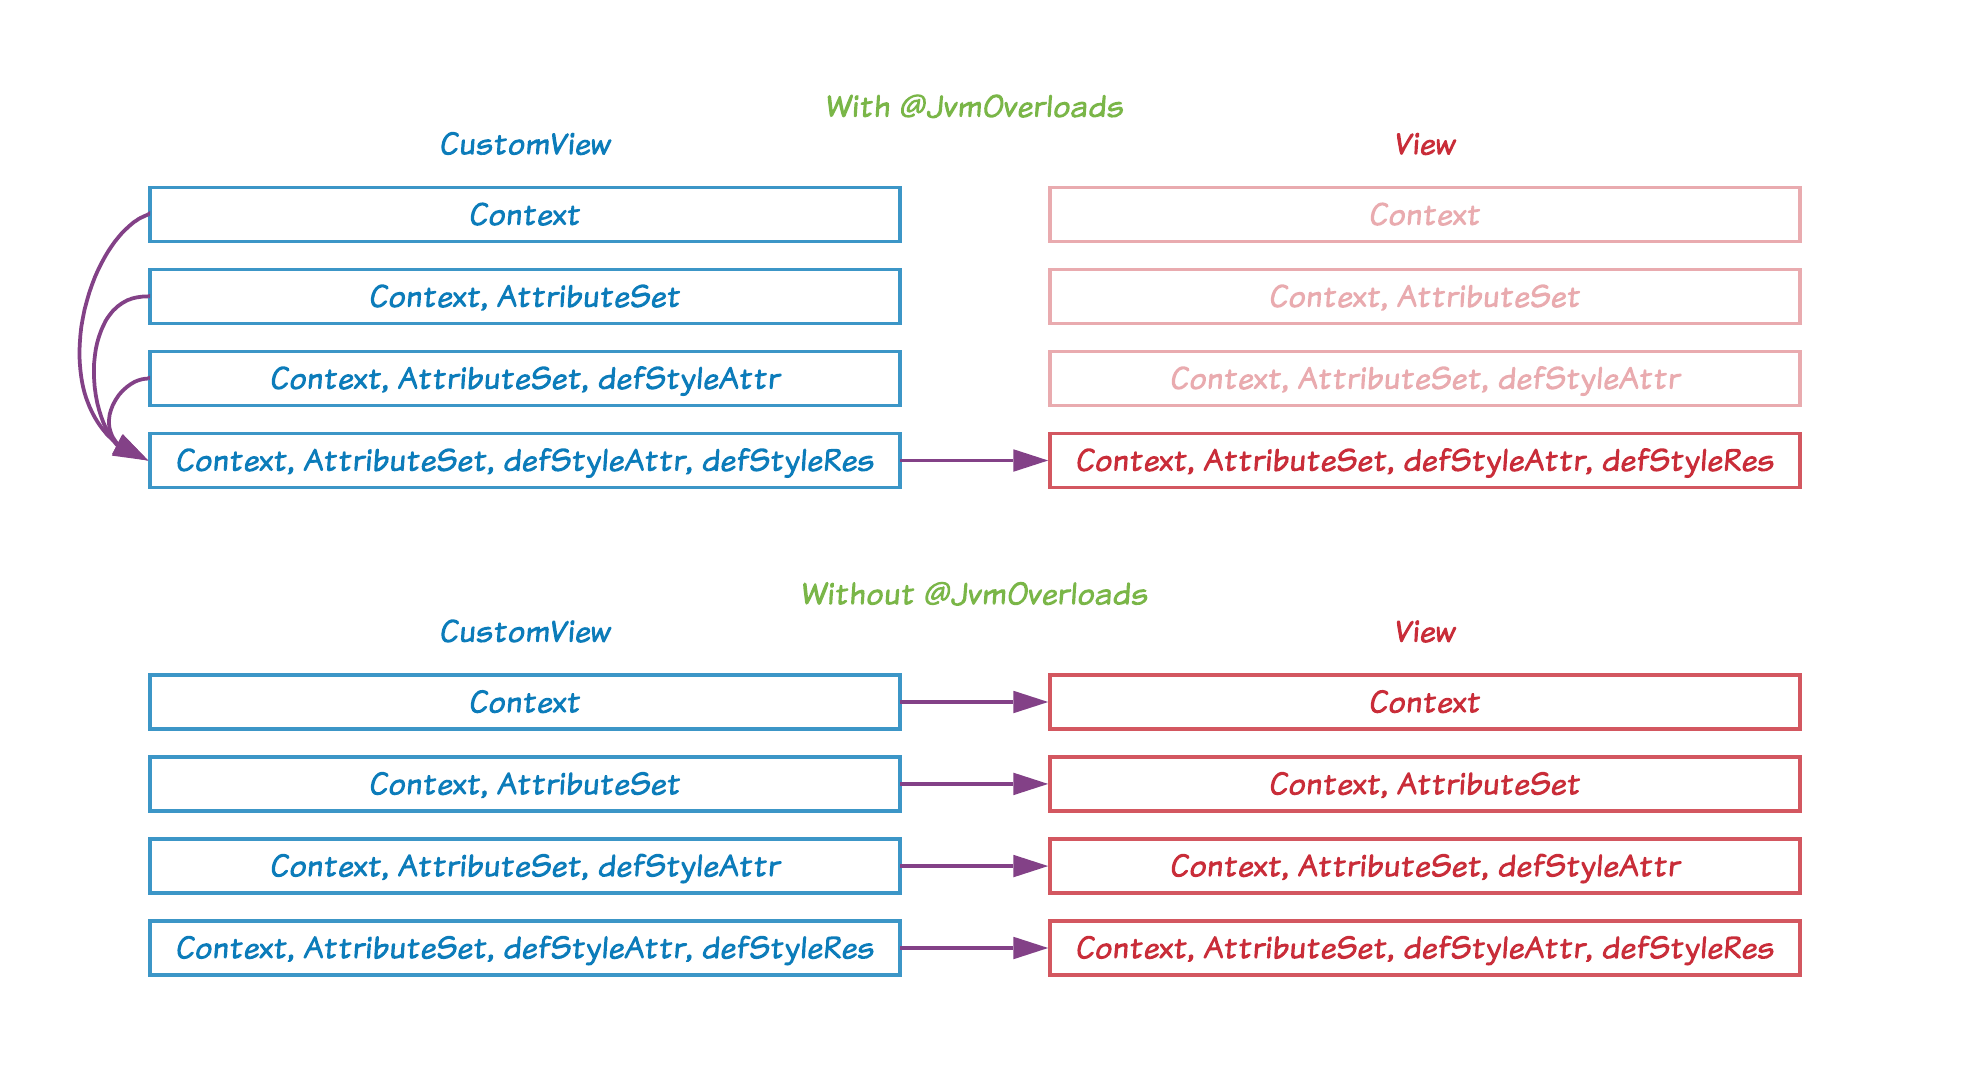 With @JvmOverloads
CustomView
View
Context
Context
Context, AttributeSet
Context, AttributeSet
Context, AttributeSet, defStyleAttr
Context, AttributeSet, defStyleAttr
Context, AttributeSet, defStyleAttr, defStyleRes
Context, AttributeSet, defStyleAttr, defStyleRes
Without @JvmOverloads
CustomView
View
Context
Context
Context, AttributeSet
Context, AttributeSet
Context, AttributeSet, defStyleAttr
Context, AttributeSet, defStyleAttr
Context, AttributeSet, defStyleAttr, defStyleRes
Context, AttributeSet, defStyleAttr, defStyleRes